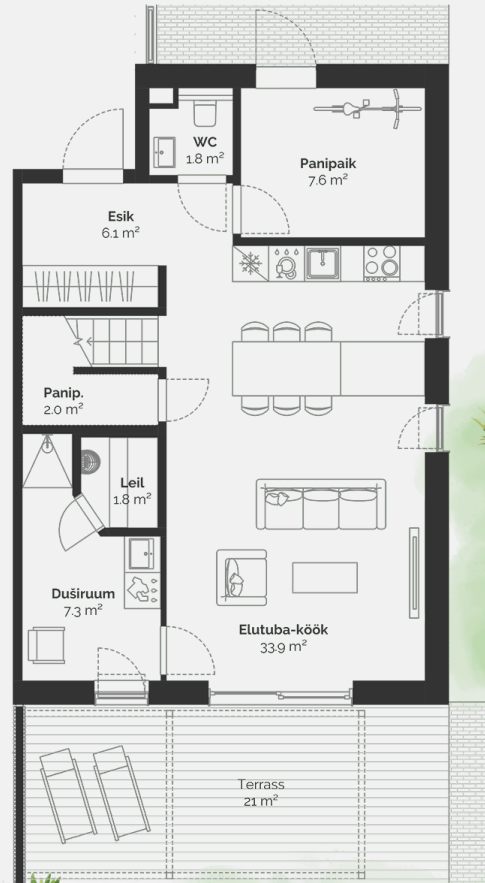 WC
1.8 m²
Panipaik
7.6 m²
Esik
6.1 m²
Panip.
2.0 m²
Leil
1.8 m²
Duširuum
7.3 m²
Elutuba-köök
33.9 m²
Terrass
21 m²